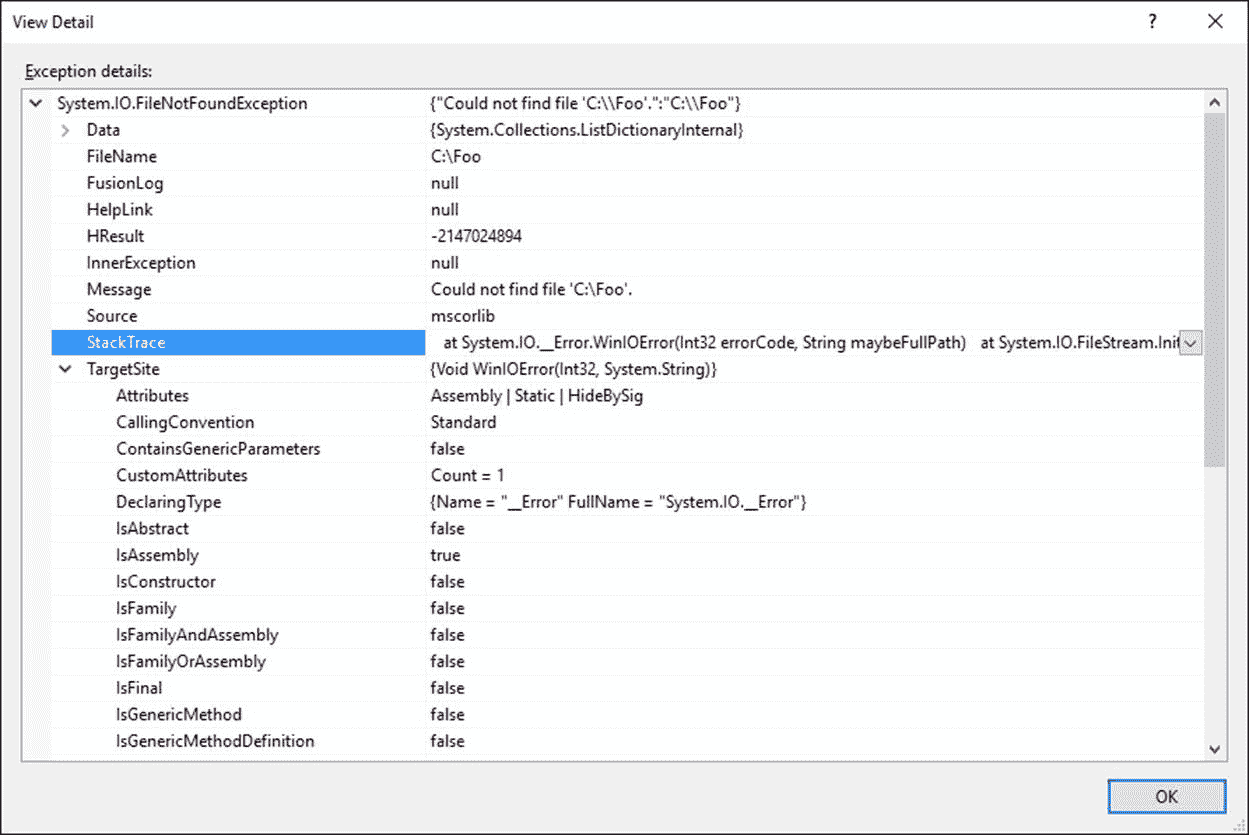 View Detail ?
Exception details:
System.IO.FileNotFoundException {"Could not find file 'C:\\Foo'.":"C:\\Foo"}
Data {System.Collections.ListDictionaryInternal}
FileName C:\Foo
FusionLog null
HelpLink null
HResult -2147024894
InnerException null
Message Could not find file 'C:\Foo'.
Source mscorlib
StackTrace at System.IO.__Error.WinIOError(Int32 errorCode, String maybeFullPath) at System.IO.FileStream.Init
TargetSite {Void WinIOError(Int32, System.String)}
Attributes Assembly | Static | HideBySig
CallingConvention Standard
ContainsGenericParameters false
CustomAttributes Count = 1
DeclaringType {Name = "__Error" FullName = "System.IO.__Error"}
IsAbstract false
IsAssembly true
IsConstructor false
IsFamily false
IsFamilyAndAssembly false
IsFamilyOrAssembly false
IsFinal false
IsGenericMethod false
IsGenericMethodDefinition false
OK